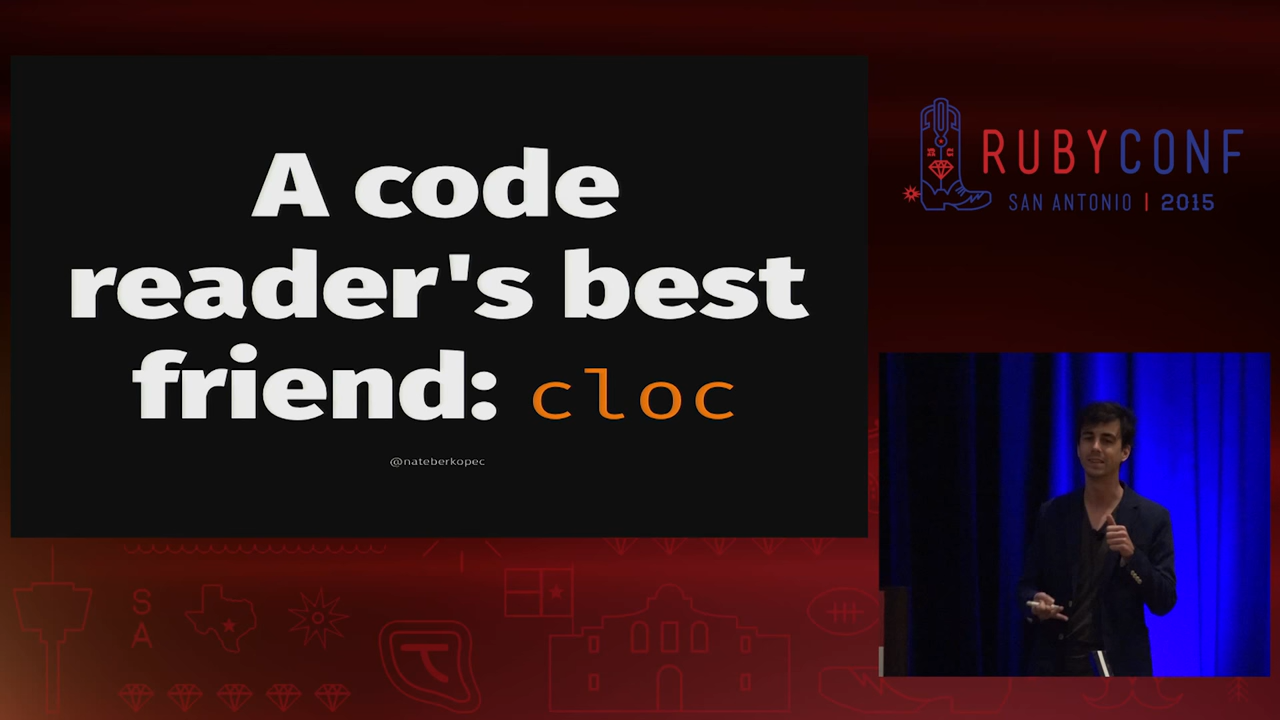 A code
reader's best
friend: cloc
@nateberkopec
RUBYCONF
SAN ANTONIO | 2015
S
A